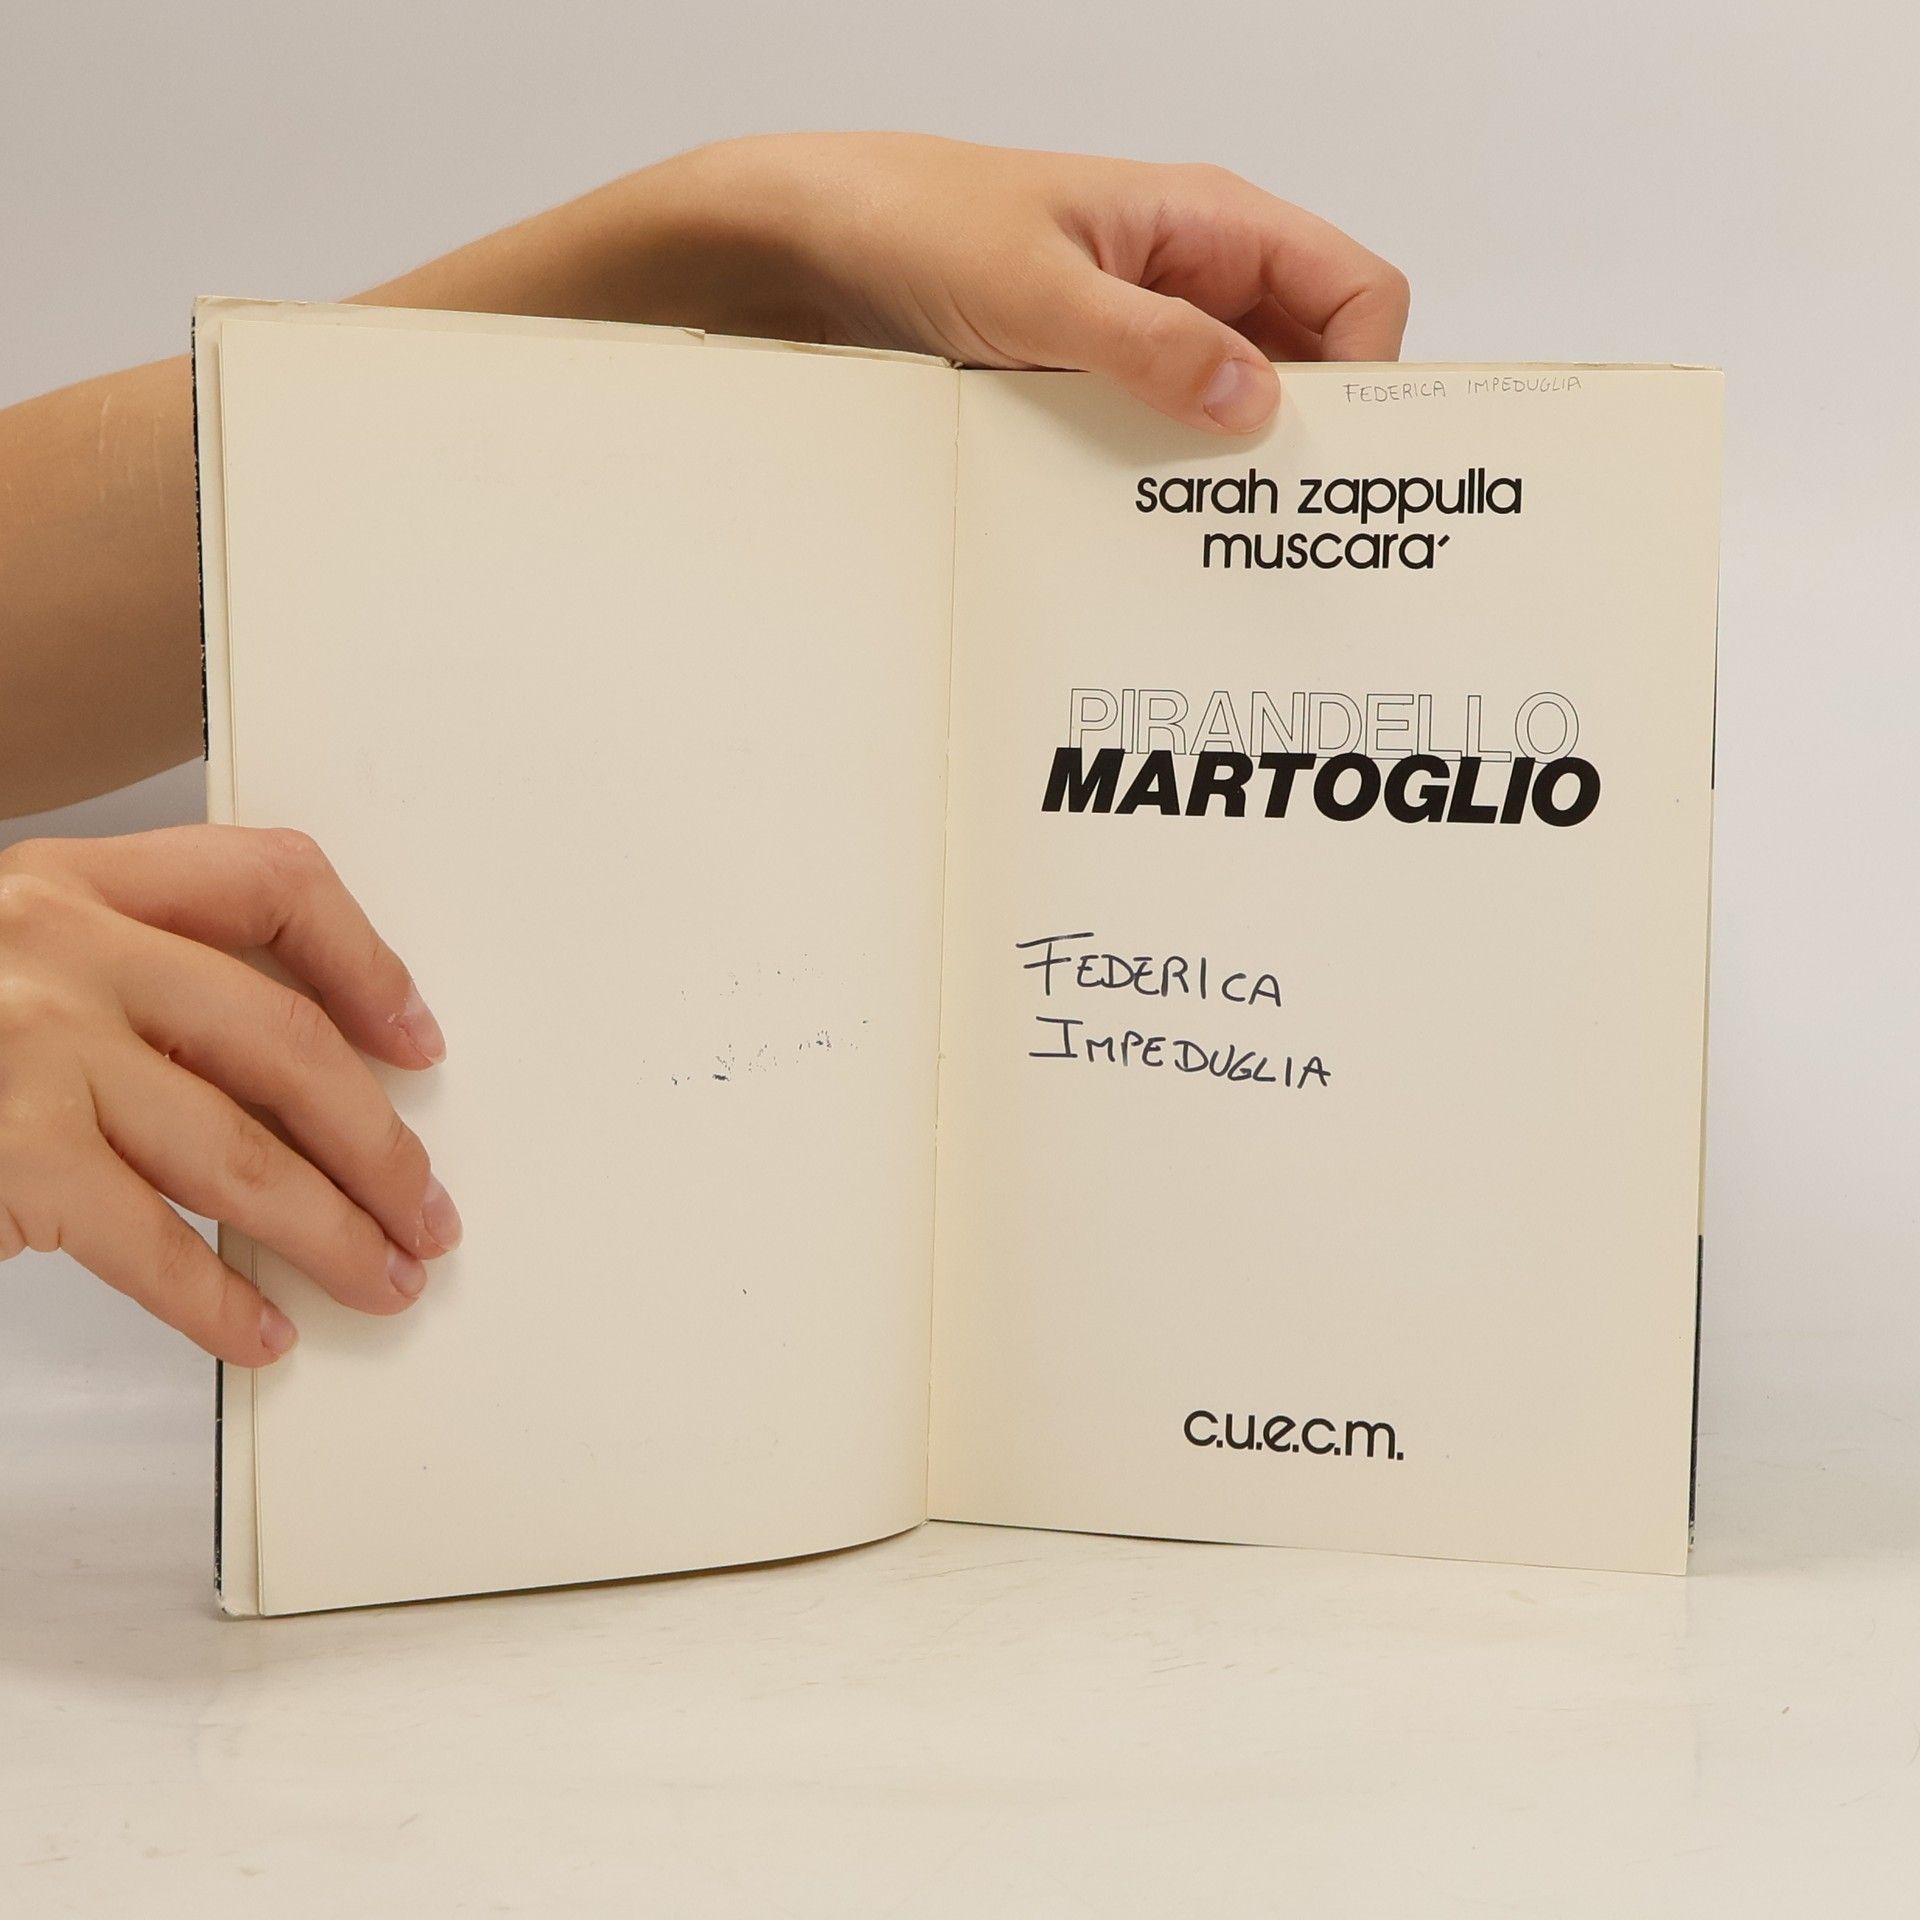 FEDERICA IMPEDUGLIA
sarah zappulla
muscara´
PIRANDELLO
MARTOGLIO
FEDERICA
IMPEDUGLIA
c.u.e.c.m.